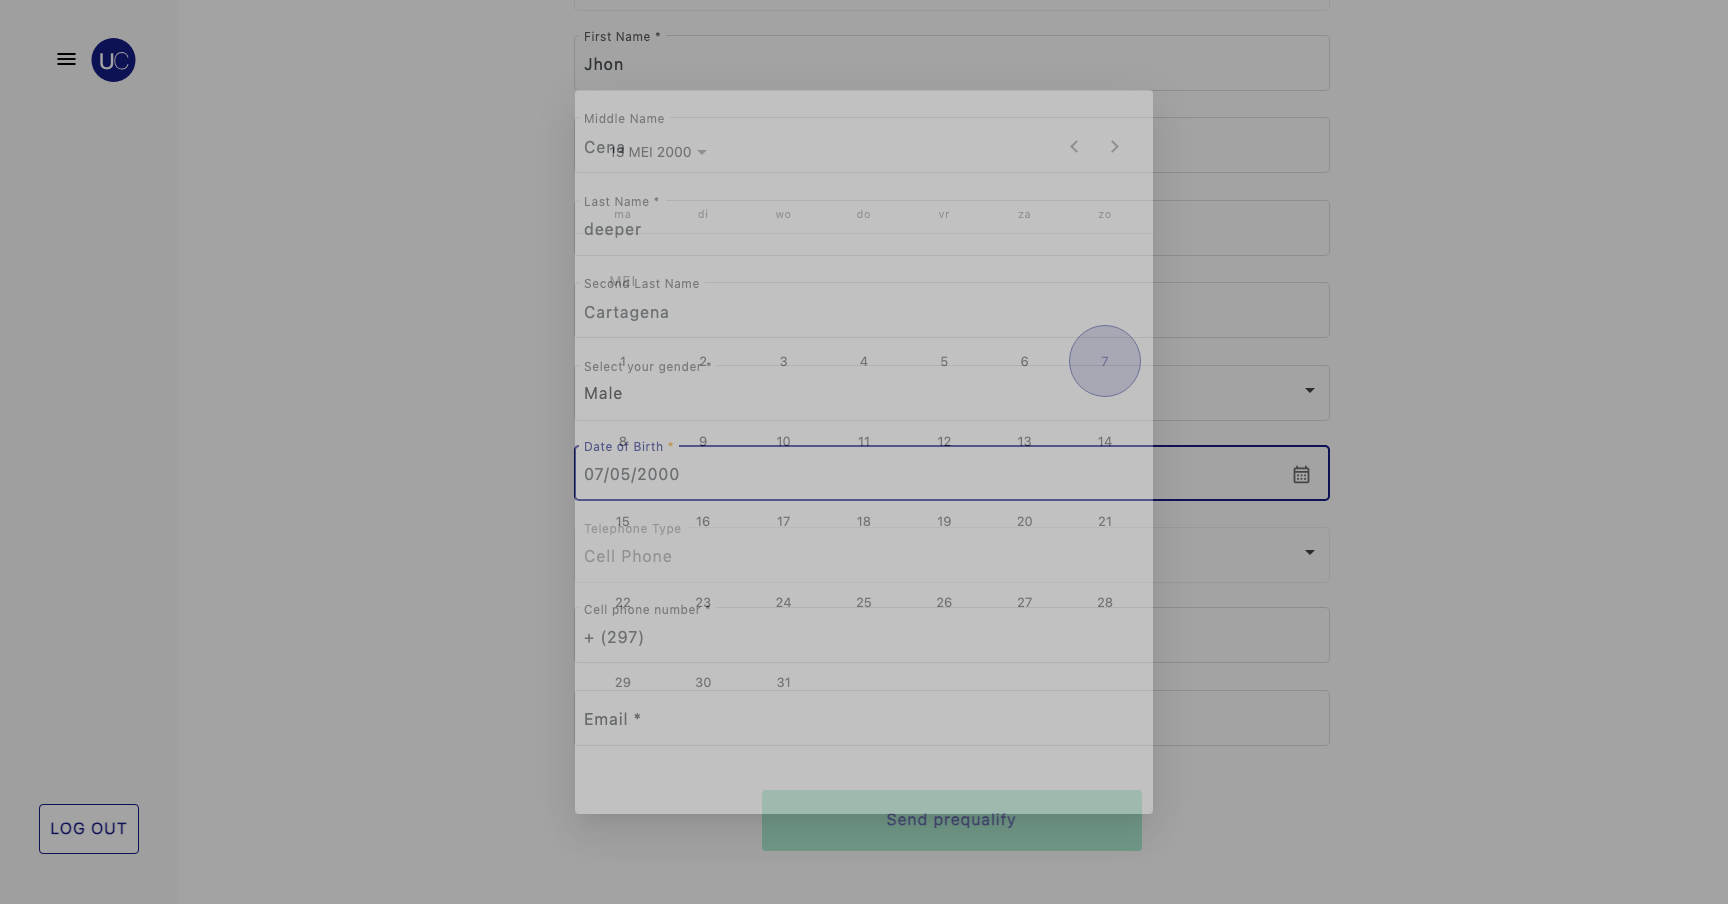 UC
First Name *
Jhon
Middle Name
Cena
13 MEI 2000
Last Name *
ma di wo do vr za zo
deeper
MEI
Second Last Name
Cartagena
1 2 3 4 5 6 7
Select your gender *
Male
8 9 10 11 12 13 14
Date of Birth *
07/05/2000
15 16 17 18 19 20 21
Telephone Type
Cell Phone
22 23 24 25 26 27 28
Cell phone number *
+ (297)
29 30 31
Email *
Send prequalify
LOG OUT